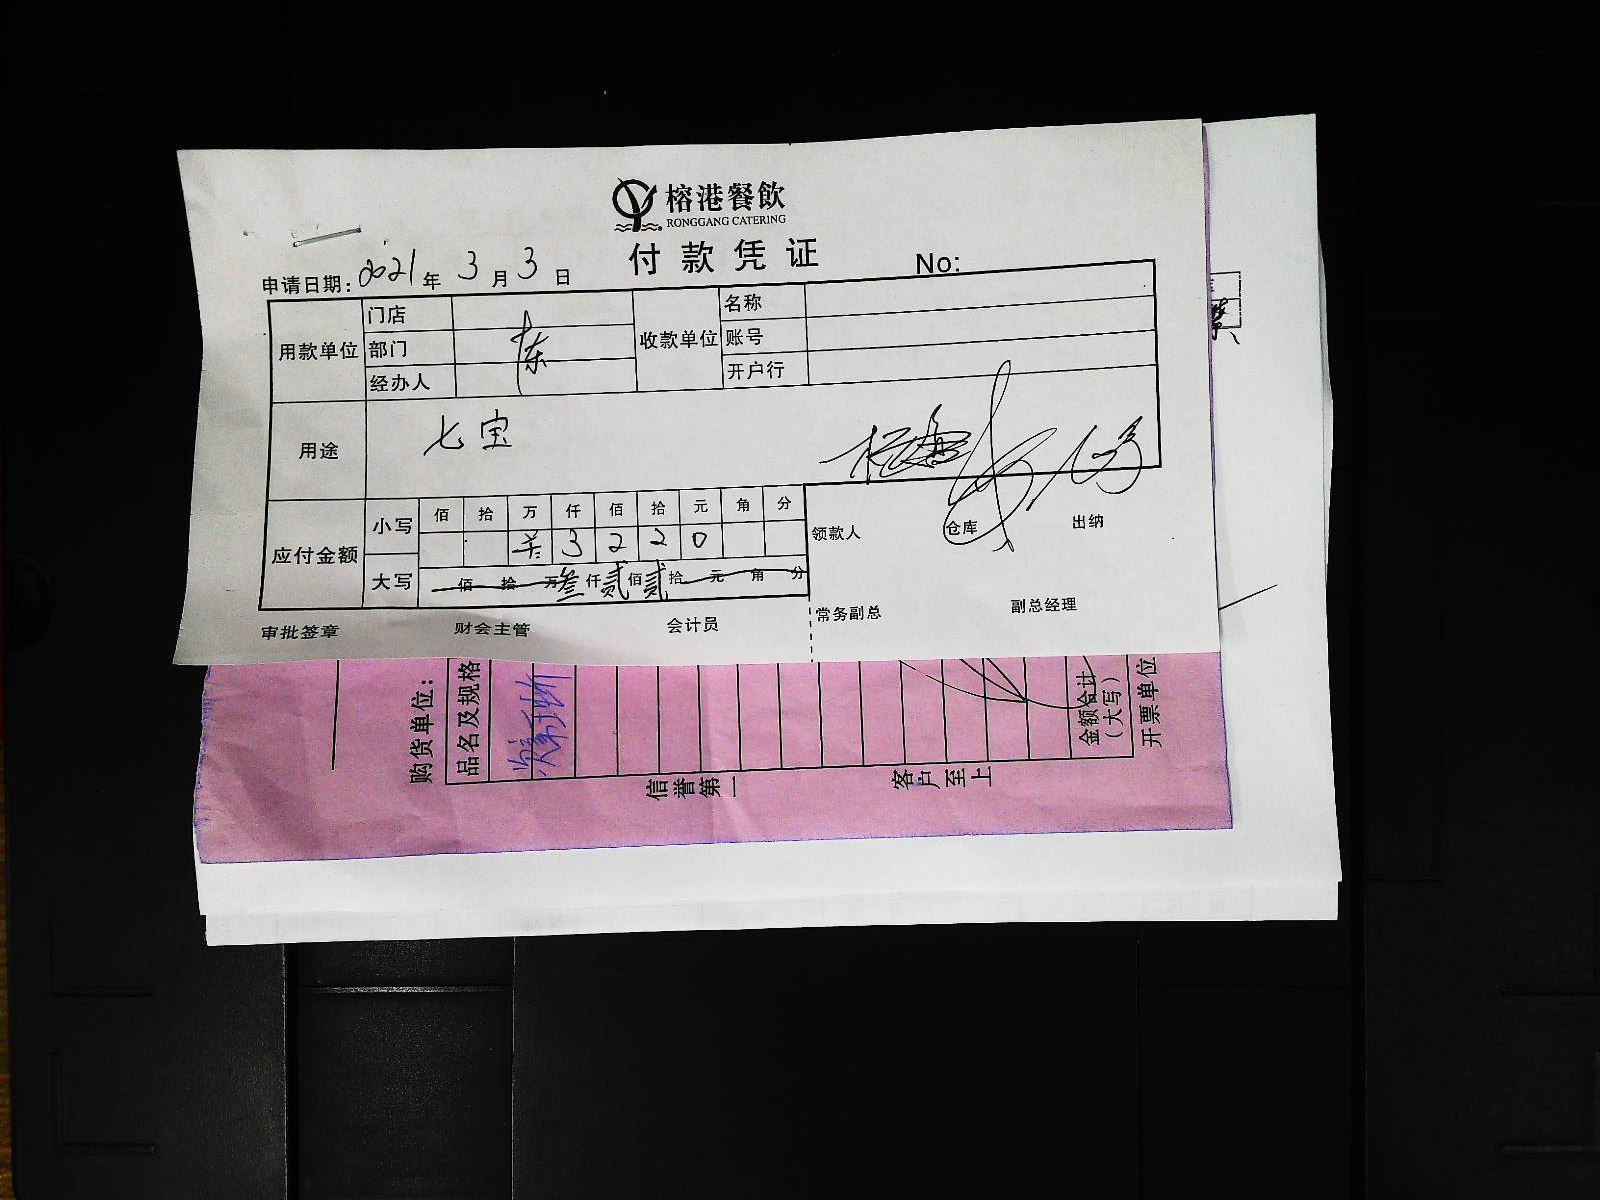 榕港餐飲
RONGGANG CATERING
付款凭证
No:
申请日期: 2021年 3月 3日
用款单位 门店 收款单位 名称
部门 东 账号
经办人 开户行
用途 七宝
应付金额 小写 佰 拾 万 仟 佰 拾 元 角 分
3 2 2 0
大写 佰 拾 万 叁仟 贰佰 贰拾 元 角 分
领款人 仓库 出纳
常务副总 副总经理
审批签章 财会主管 会计员
购货单位:
品名及规格
信誉第一
客户至上
金额合计
(大写)
开票单位